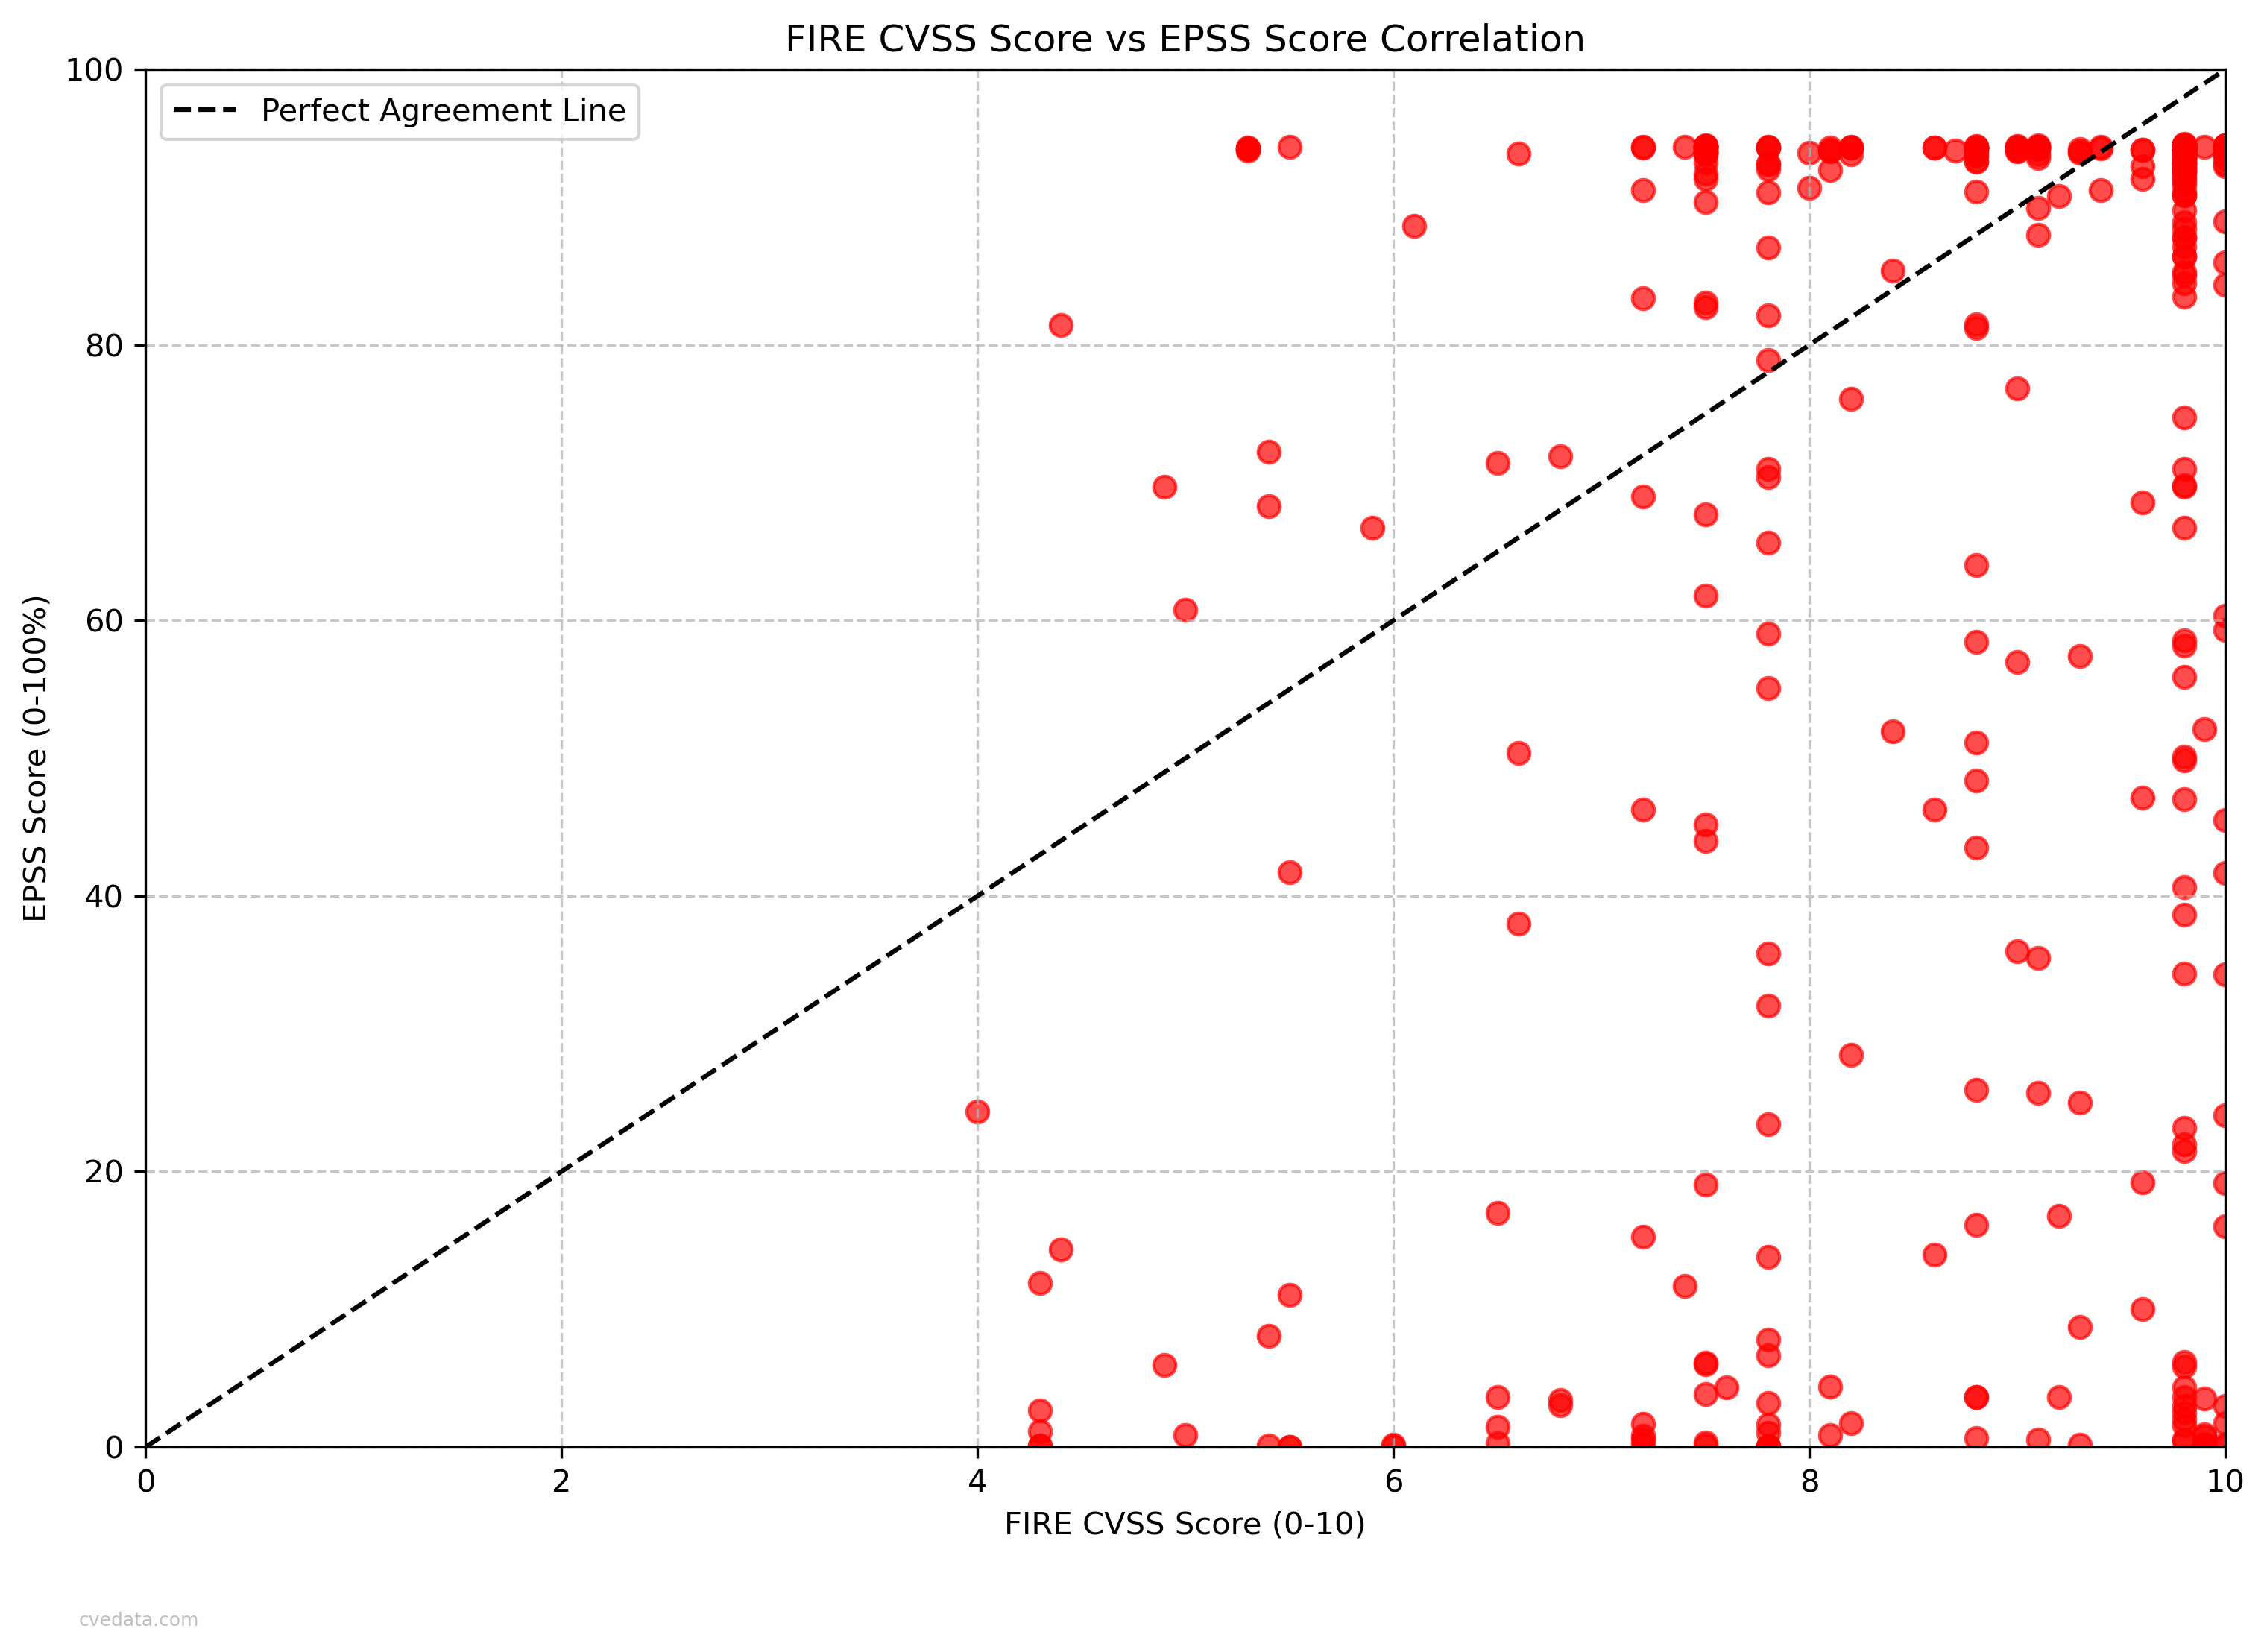 FIRE CVSS Score vs EPSS Score Correlation
Perfect Agreement Line
100
80
60
40
20
0
EPSS Score (0-100%)
0 2 4 6 8 10
FIRE CVSS Score (0-10)
cvedata.com